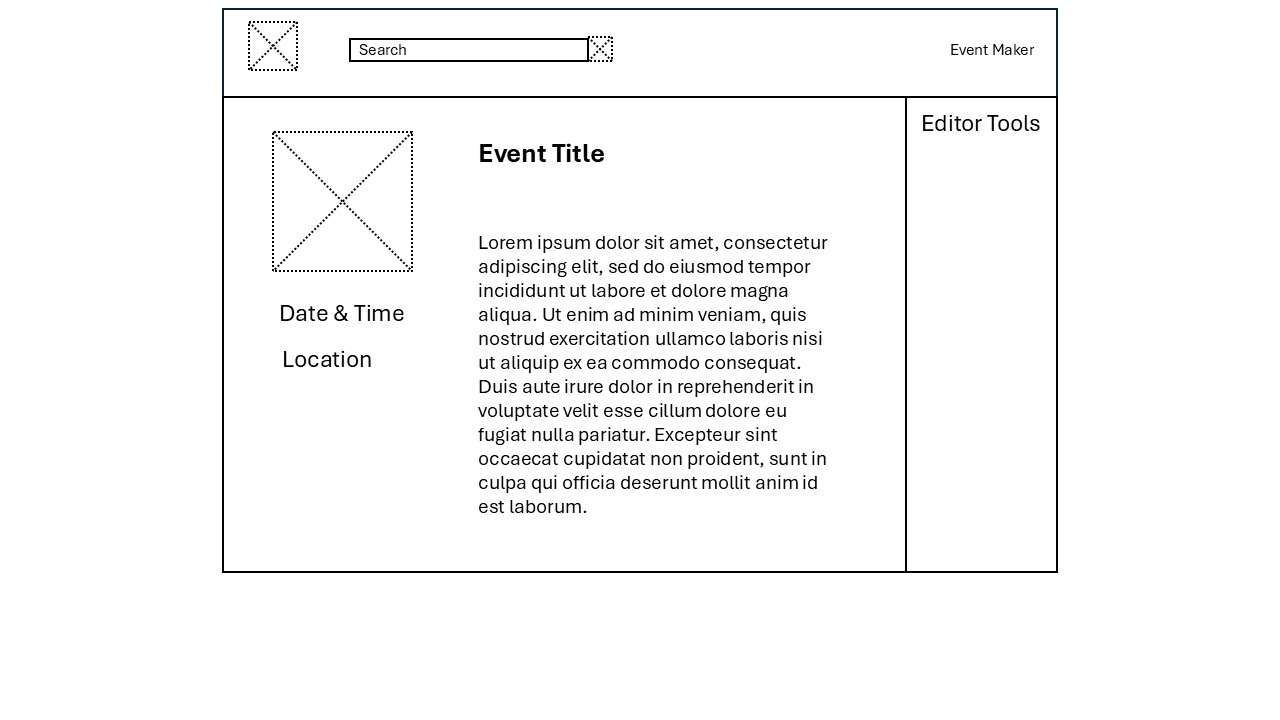 Search
Event Maker
Editor Tools
Event Title
Date & Time
Location
Lorem ipsum dolor sit amet, consectetur
adipiscing elit, sed do eiusmod tempor
incididunt ut labore et dolore magna
aliqua. Ut enim ad minim veniam, quis
nostrud exercitation ullamco laboris nisi
ut aliquip ex ea commodo consequat.
Duis aute irure dolor in reprehenderit in
voluptate velit esse cillum dolore eu
fugiat nulla pariatur. Excepteur sint
occaecat cupidatat non proident, sunt in
culpa qui officia deserunt mollit anim id
est laborum.